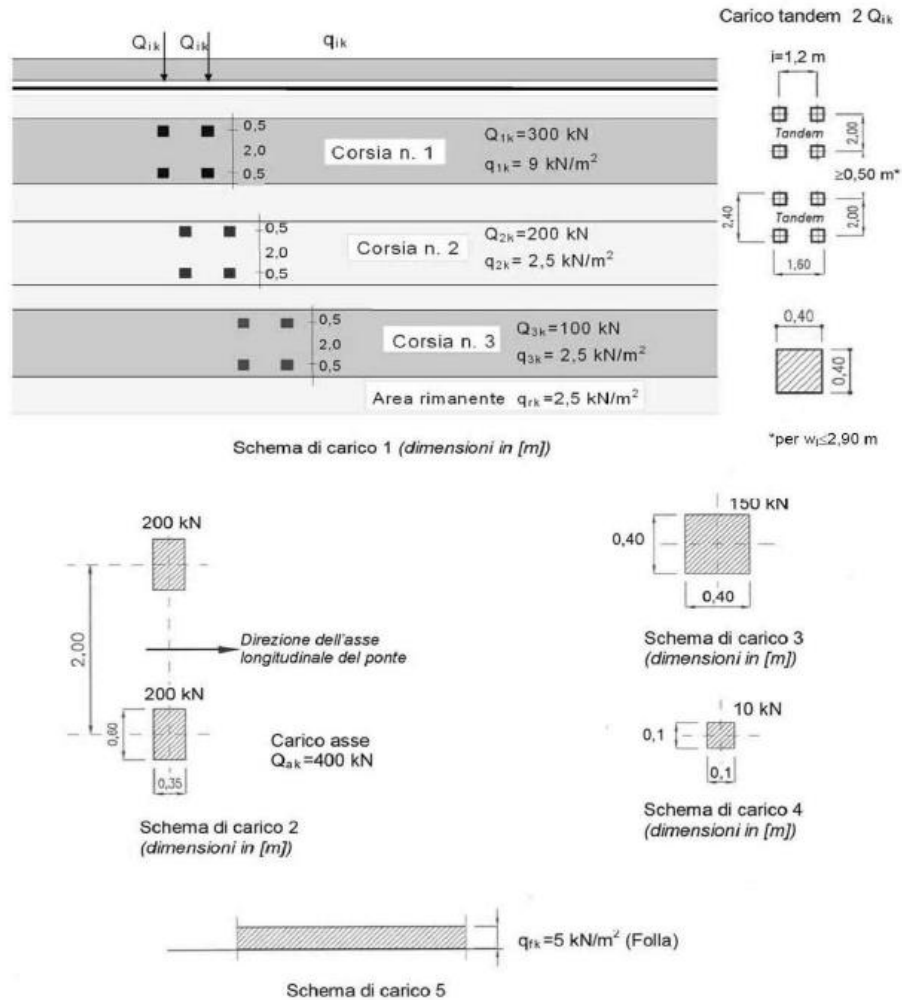 Carico tandem 2 Qik
Qik Qik qik
i=1,2 m
0,5
2,0
0,5
Corsia n. 1
Q1k=300 kN
q1k= 9 kN/m²
Tandem
2,00
≥0,50 m*
0,5
2,0
0,5
Corsia n. 2
Q2k=200 kN
q2k= 2,5 kN/m²
2,40
Tandem
2,00
1,60
0,5
2,0
0,5
Corsia n. 3
Q3k=100 kN
q3k= 2,5 kN/m²
0,40
0,40
Area rimanente qrk=2,5 kN/m²
*per wl≤2,90 m
Schema di carico 1 (dimensioni in [m])
200 kN
2,00
Direzione dell'asse
longitudinale del ponte
200 kN
0,60
0,35
Carico asse
Qak=400 kN
Schema di carico 2
(dimensioni in [m])
150 kN
0,40
0,40
Schema di carico 3
(dimensioni in [m])
10 kN
0,1
0,1
Schema di carico 4
(dimensioni in [m])
qfk=5 kN/m² (Folla)
Schema di carico 5